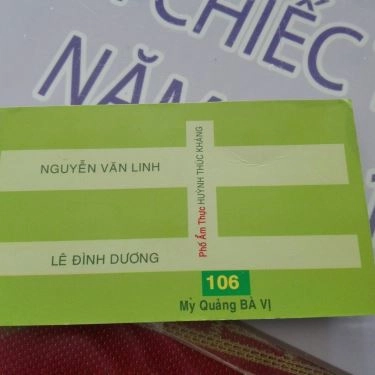 CHIẾC
NĂM
NGUYỄN VĂN LINH
Phố Ẩm Thực HUỲNH THÚC KHÁNG
LÊ ĐÌNH DƯƠNG
106
Mỳ Quảng BÀ VỊ